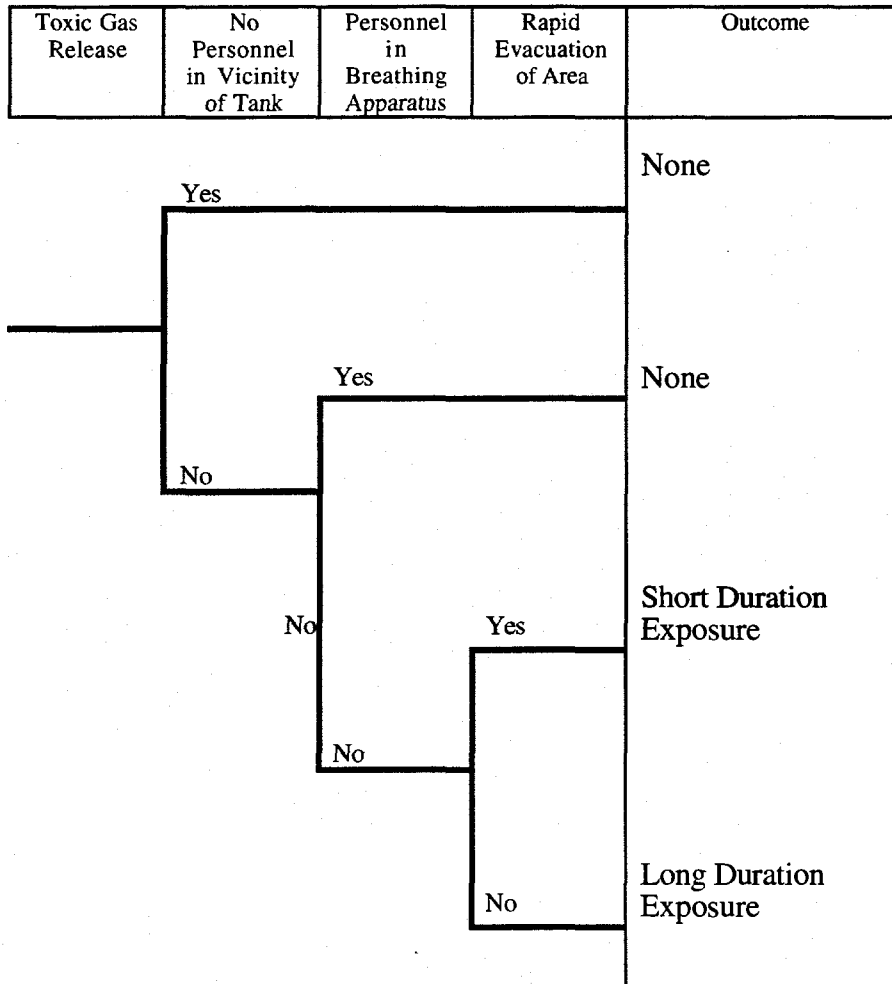 Toxic Gas
Release
No
Personnel
in Vicinity
of Tank
Personnel
in
Breathing
Apparatus
Rapid
Evacuation
of Area
Outcome
None
Yes
Yes
None
No
Short Duration
Exposure
No
Yes
No
Long Duration
Exposure
No